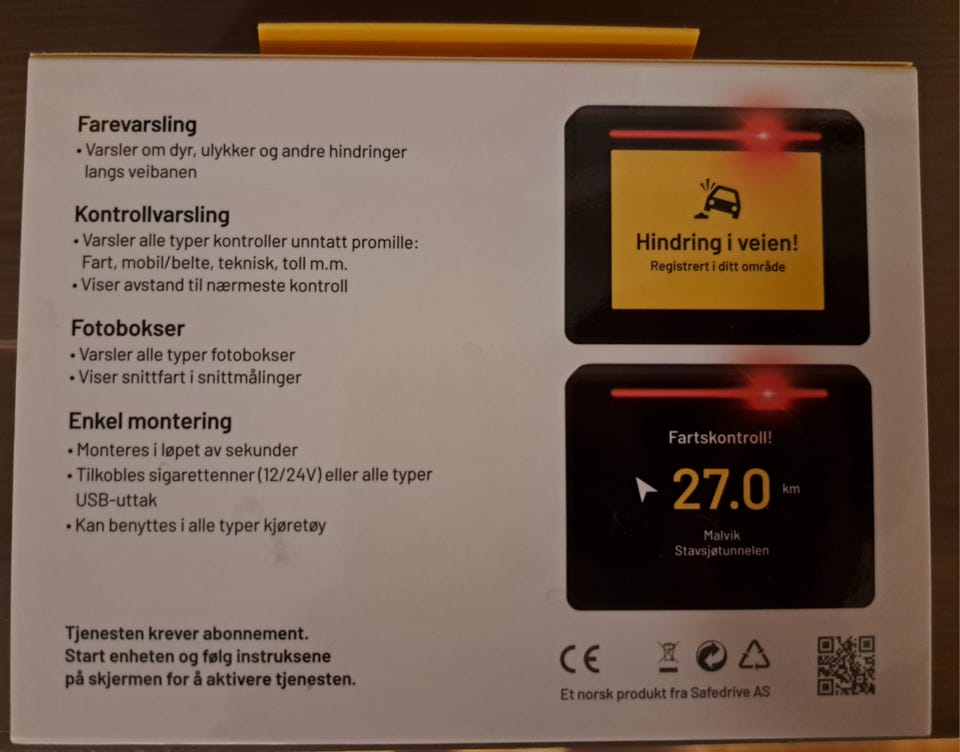 Farevarsling
• Varsler om dyr, ulykker og andre hindringer
langs veibanen
Kontrollvarsling
• Varsler alle typer kontroller unntatt promille:
Fart, mobil/belte, teknisk, toll m.m.
• Viser avstand til nærmeste kontroll
Fotobokser
• Varsler alle typer fotobokser
• Viser snittfart i snittmålinger
Enkel montering
• Monteres i løpet av sekunder
• Tilkobles sigarettenner (12/24V) eller alle typer
USB-uttak
• Kan benyttes i alle typer kjøretøy
Tjenesten krever abonnement.
Start enheten og følg instruksene
på skjermen for å aktivere tjenesten.
Hindring i veien!
Registrert i ditt område
Fartskontroll!
27.0 km
Malvik
Stavsjøtunnelen
CE
Et norsk produkt fra Safedrive AS